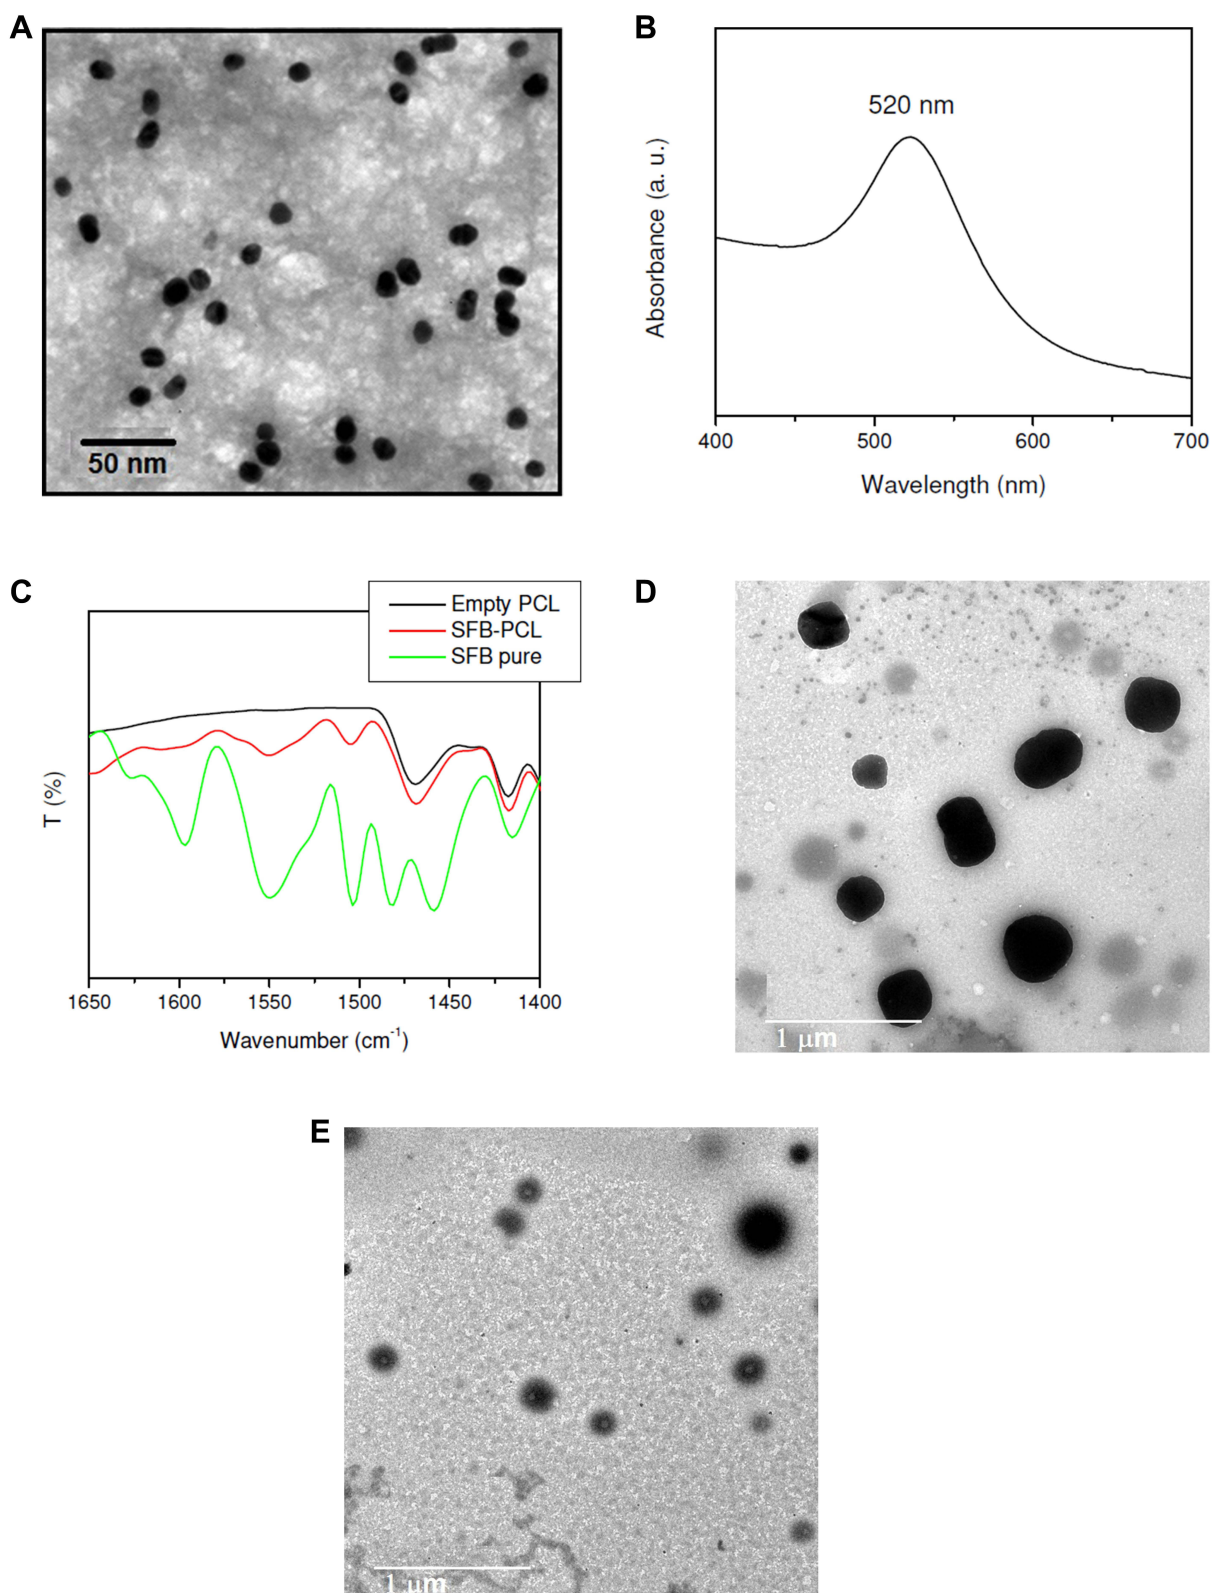 A
50 nm
B
520 nm
Absorbance (a. u.)
400 500 600 700
Wavelength (nm)
C
Empty PCL
SFB-PCL
SFB pure
T (%)
1650 1600 1550 1500 1450 1400
Wavenumber (cm⁻¹)
D
1 μm
E
1 μm